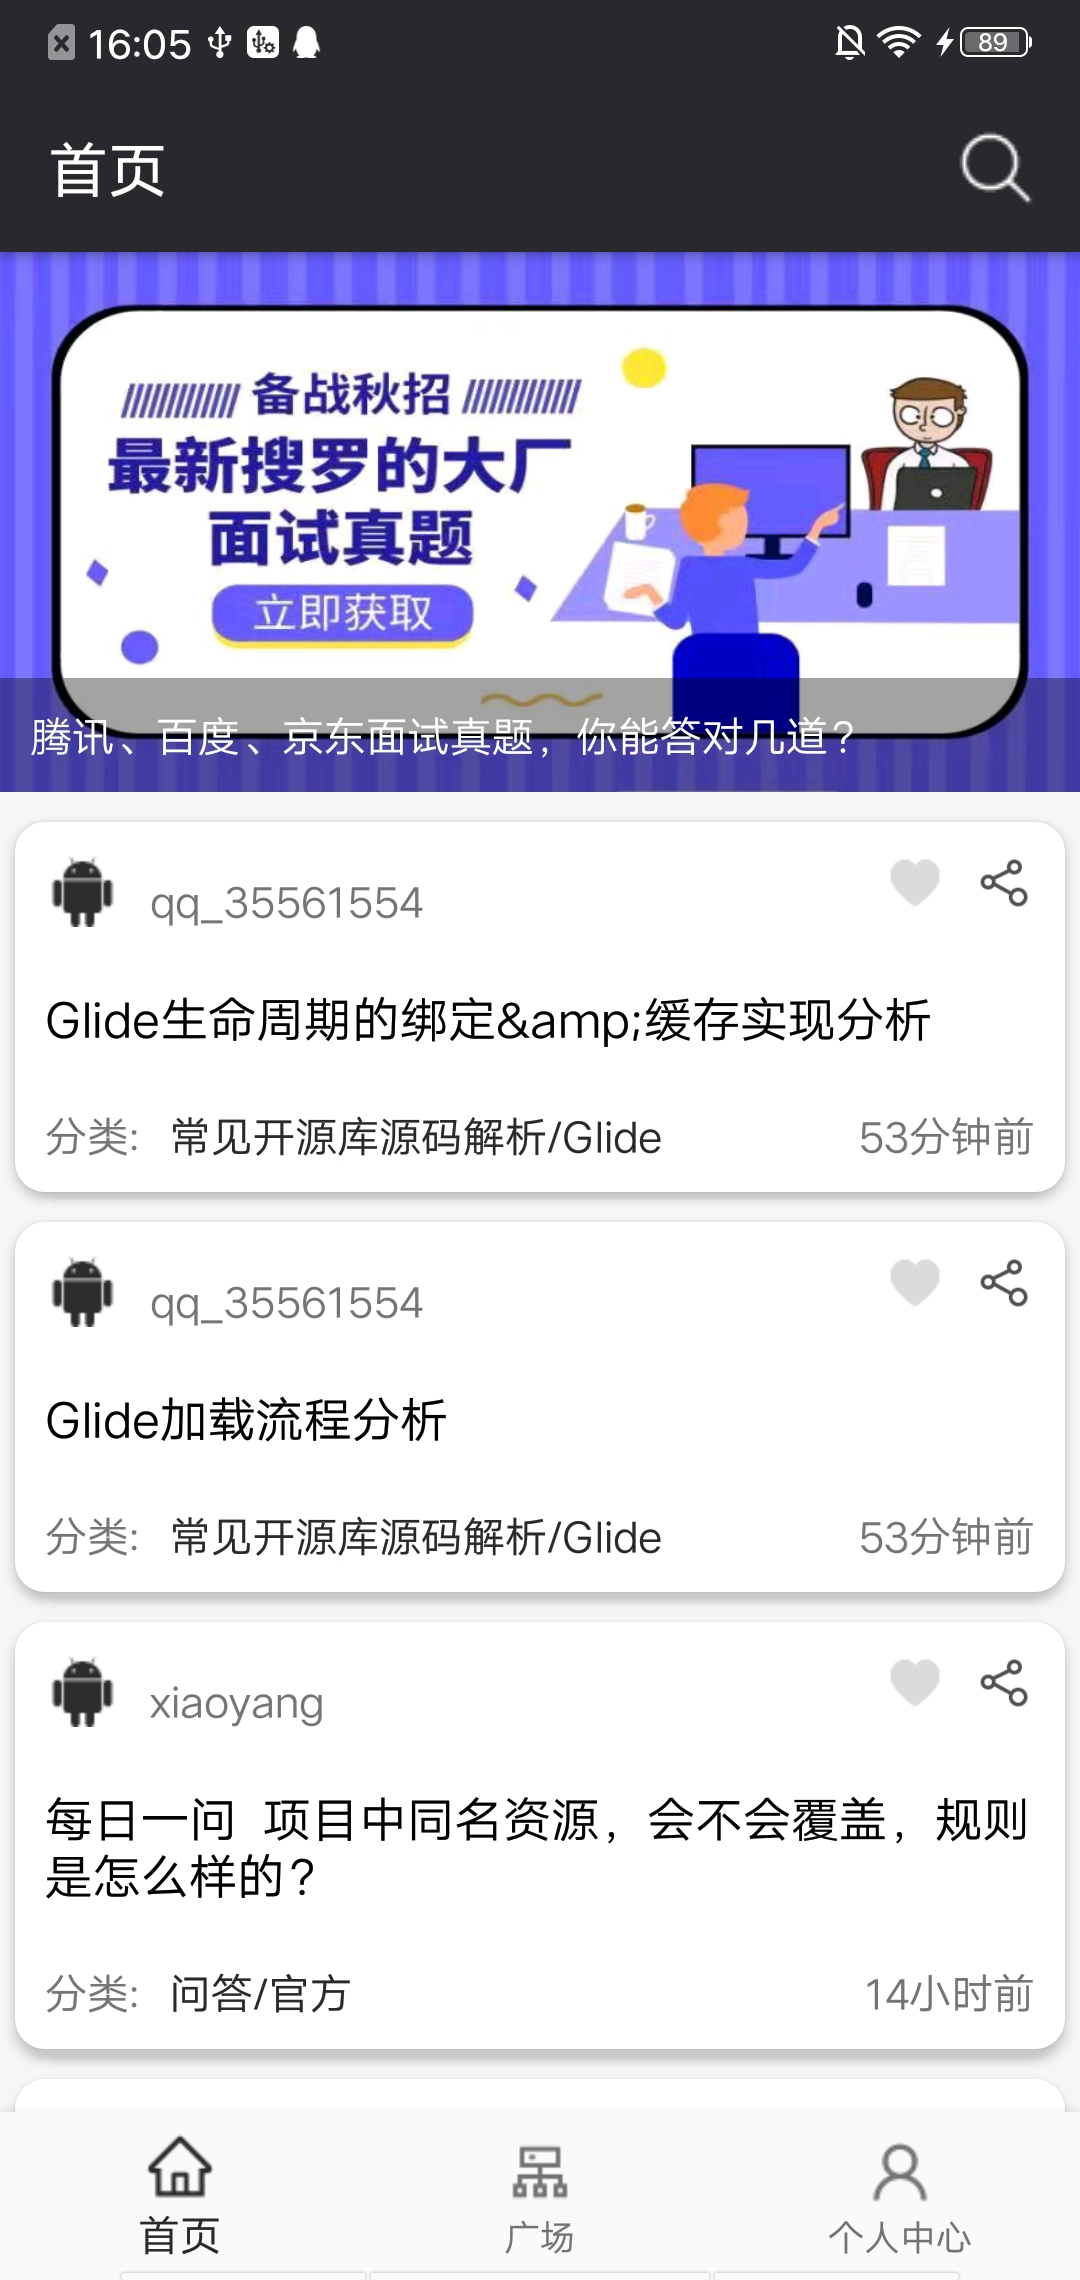 16:05
89
首页
备战秋招
最新搜罗的大厂
面试真题
立即获取
腾讯、百度、京东面试真题，你能答对几道？
qq_35561554
Glide生命周期的绑定&amp;缓存实现分析
分类: 常见开源库源码解析/Glide 53分钟前
qq_35561554
Glide加载流程分析
分类: 常见开源库源码解析/Glide 53分钟前
xiaoyang
每日一问 项目中同名资源，会不会覆盖，规则
是怎么样的？
分类: 问答/官方 14小时前
首页 广场 个人中心